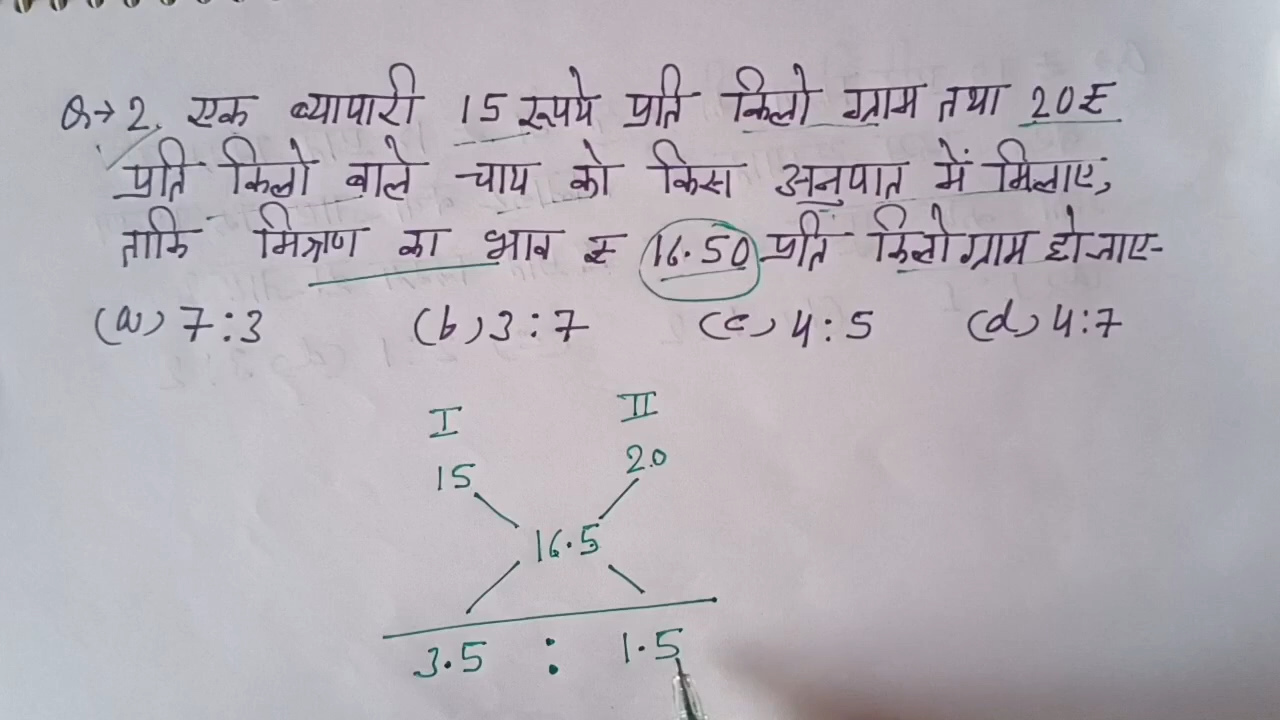 Q→2. एक व्यापारी 15 रूपये प्रति किलो ग्राम तथा 20₹
प्रति किलो वाले चाय को किस अनुपात में मिलाए,
ताकि मिश्रण का भाव ₹ 16.50 प्रति किलोग्राम हो जाए-
(a) 7:3 (b) 3:7 (c) 4:5 (d) 4:7
I II
15 20
16.5
3.5 : 1.5